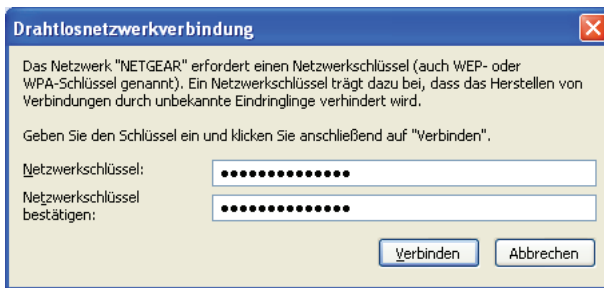 Drahtlosnetzwerkverbindung
Das Netzwerk "NETGEAR" erfordert einen Netzwerkschlüssel (auch WEP- oder
WPA-Schlüssel genannt). Ein Netzwerkschlüssel trägt dazu bei, dass das Herstellen von
Verbindungen durch unbekannte Eindringlinge verhindert wird.
Geben Sie den Schlüssel ein und klicken Sie anschließend auf "Verbinden".
Netzwerkschlüssel: ••••••••••••••
Netzwerkschlüssel
bestätigen: ••••••••••••••
Verbinden Abbrechen